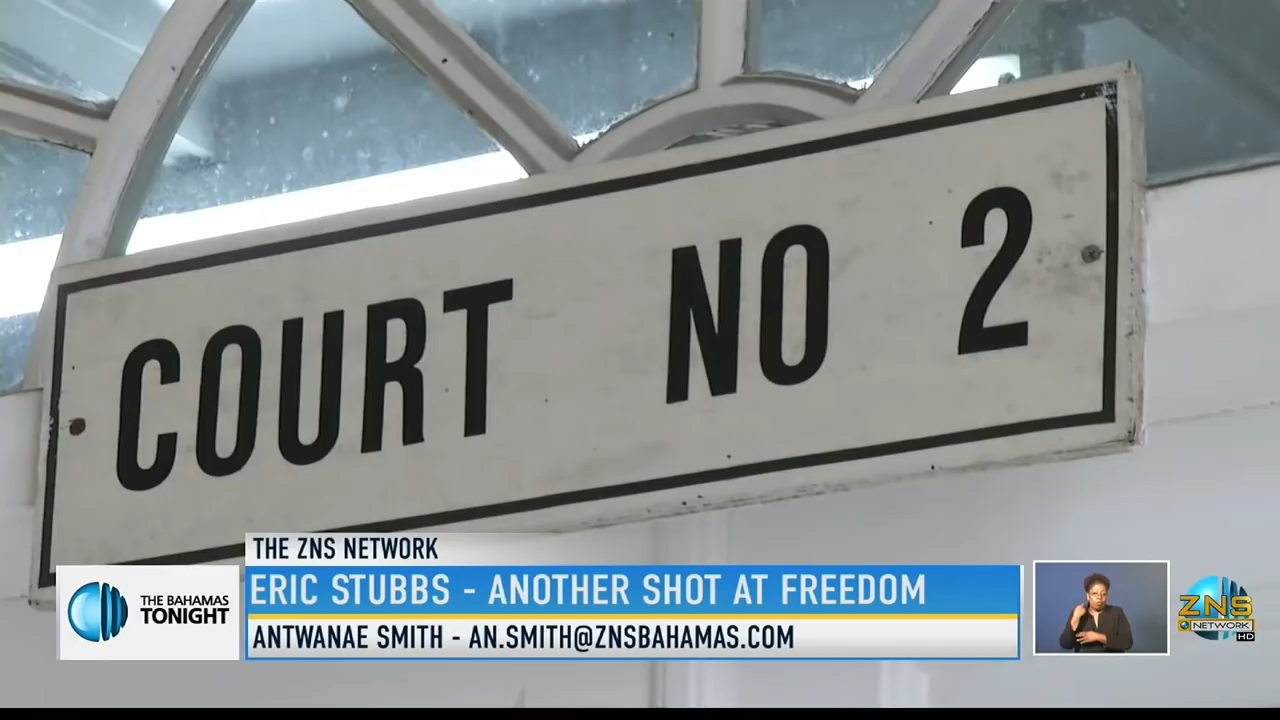 COURT NO 2
THE ZNS NETWORK
ERIC STUBBS - ANOTHER SHOT AT FREEDOM
THE BAHAMAS
TONIGHT
ANTWANAE SMITH - AN.SMITH@ZNSBAHAMAS.COM
ZNS
NETWORK
HD